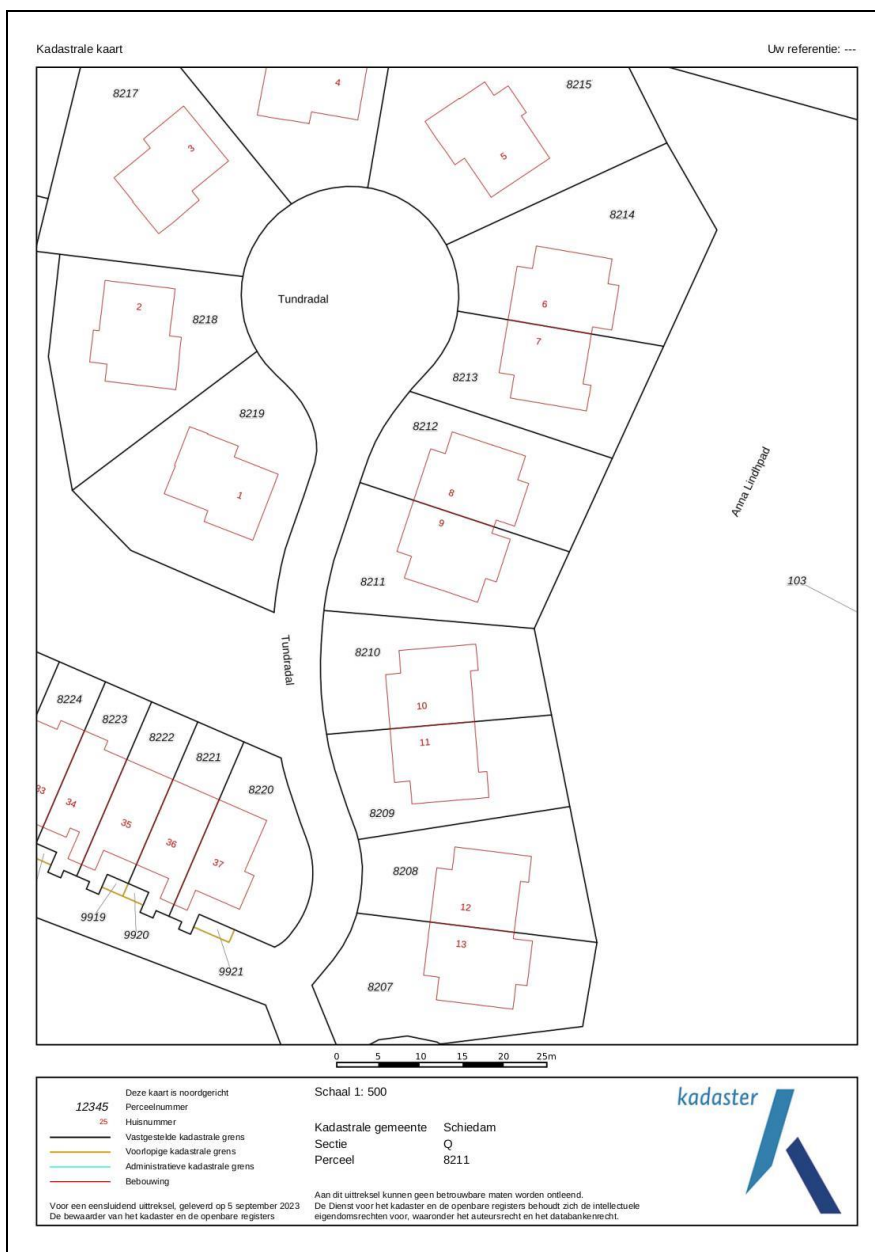 Kadastrale kaart
Uw referentie: ---
8217
4
8215
3
5
8214
2
Tundradal
6
8218
7
8213
8219
8212
1
8
9
Anna Lindhpad
8211
103
8210
Tundradal
8224
8223
10
8222
11
8221
8220
33
34
8209
35
36
37
8208
12
9919
9920
13
9921
8207
0 5 10 15 20 25m
Deze kaart is noordgericht
12345 Perceelnummer
25 Huisnummer
Vastgestelde kadastrale grens
Voorlopige kadastrale grens
Administratieve kadastrale grens
Bebouwing
Voor een eensluidend uittreksel, geleverd op 5 september 2023
De bewaarder van het kadaster en de openbare registers
Schaal 1: 500
Kadastrale gemeente Schiedam
Sectie Q
Perceel 8211
Aan dit uittreksel kunnen geen betrouwbare maten worden ontleend.
De Dienst voor het kadaster en de openbare registers behoudt zich de intellectuele
eigendomsrechten voor, waaronder het auteursrecht en het databankenrecht.
kadaster